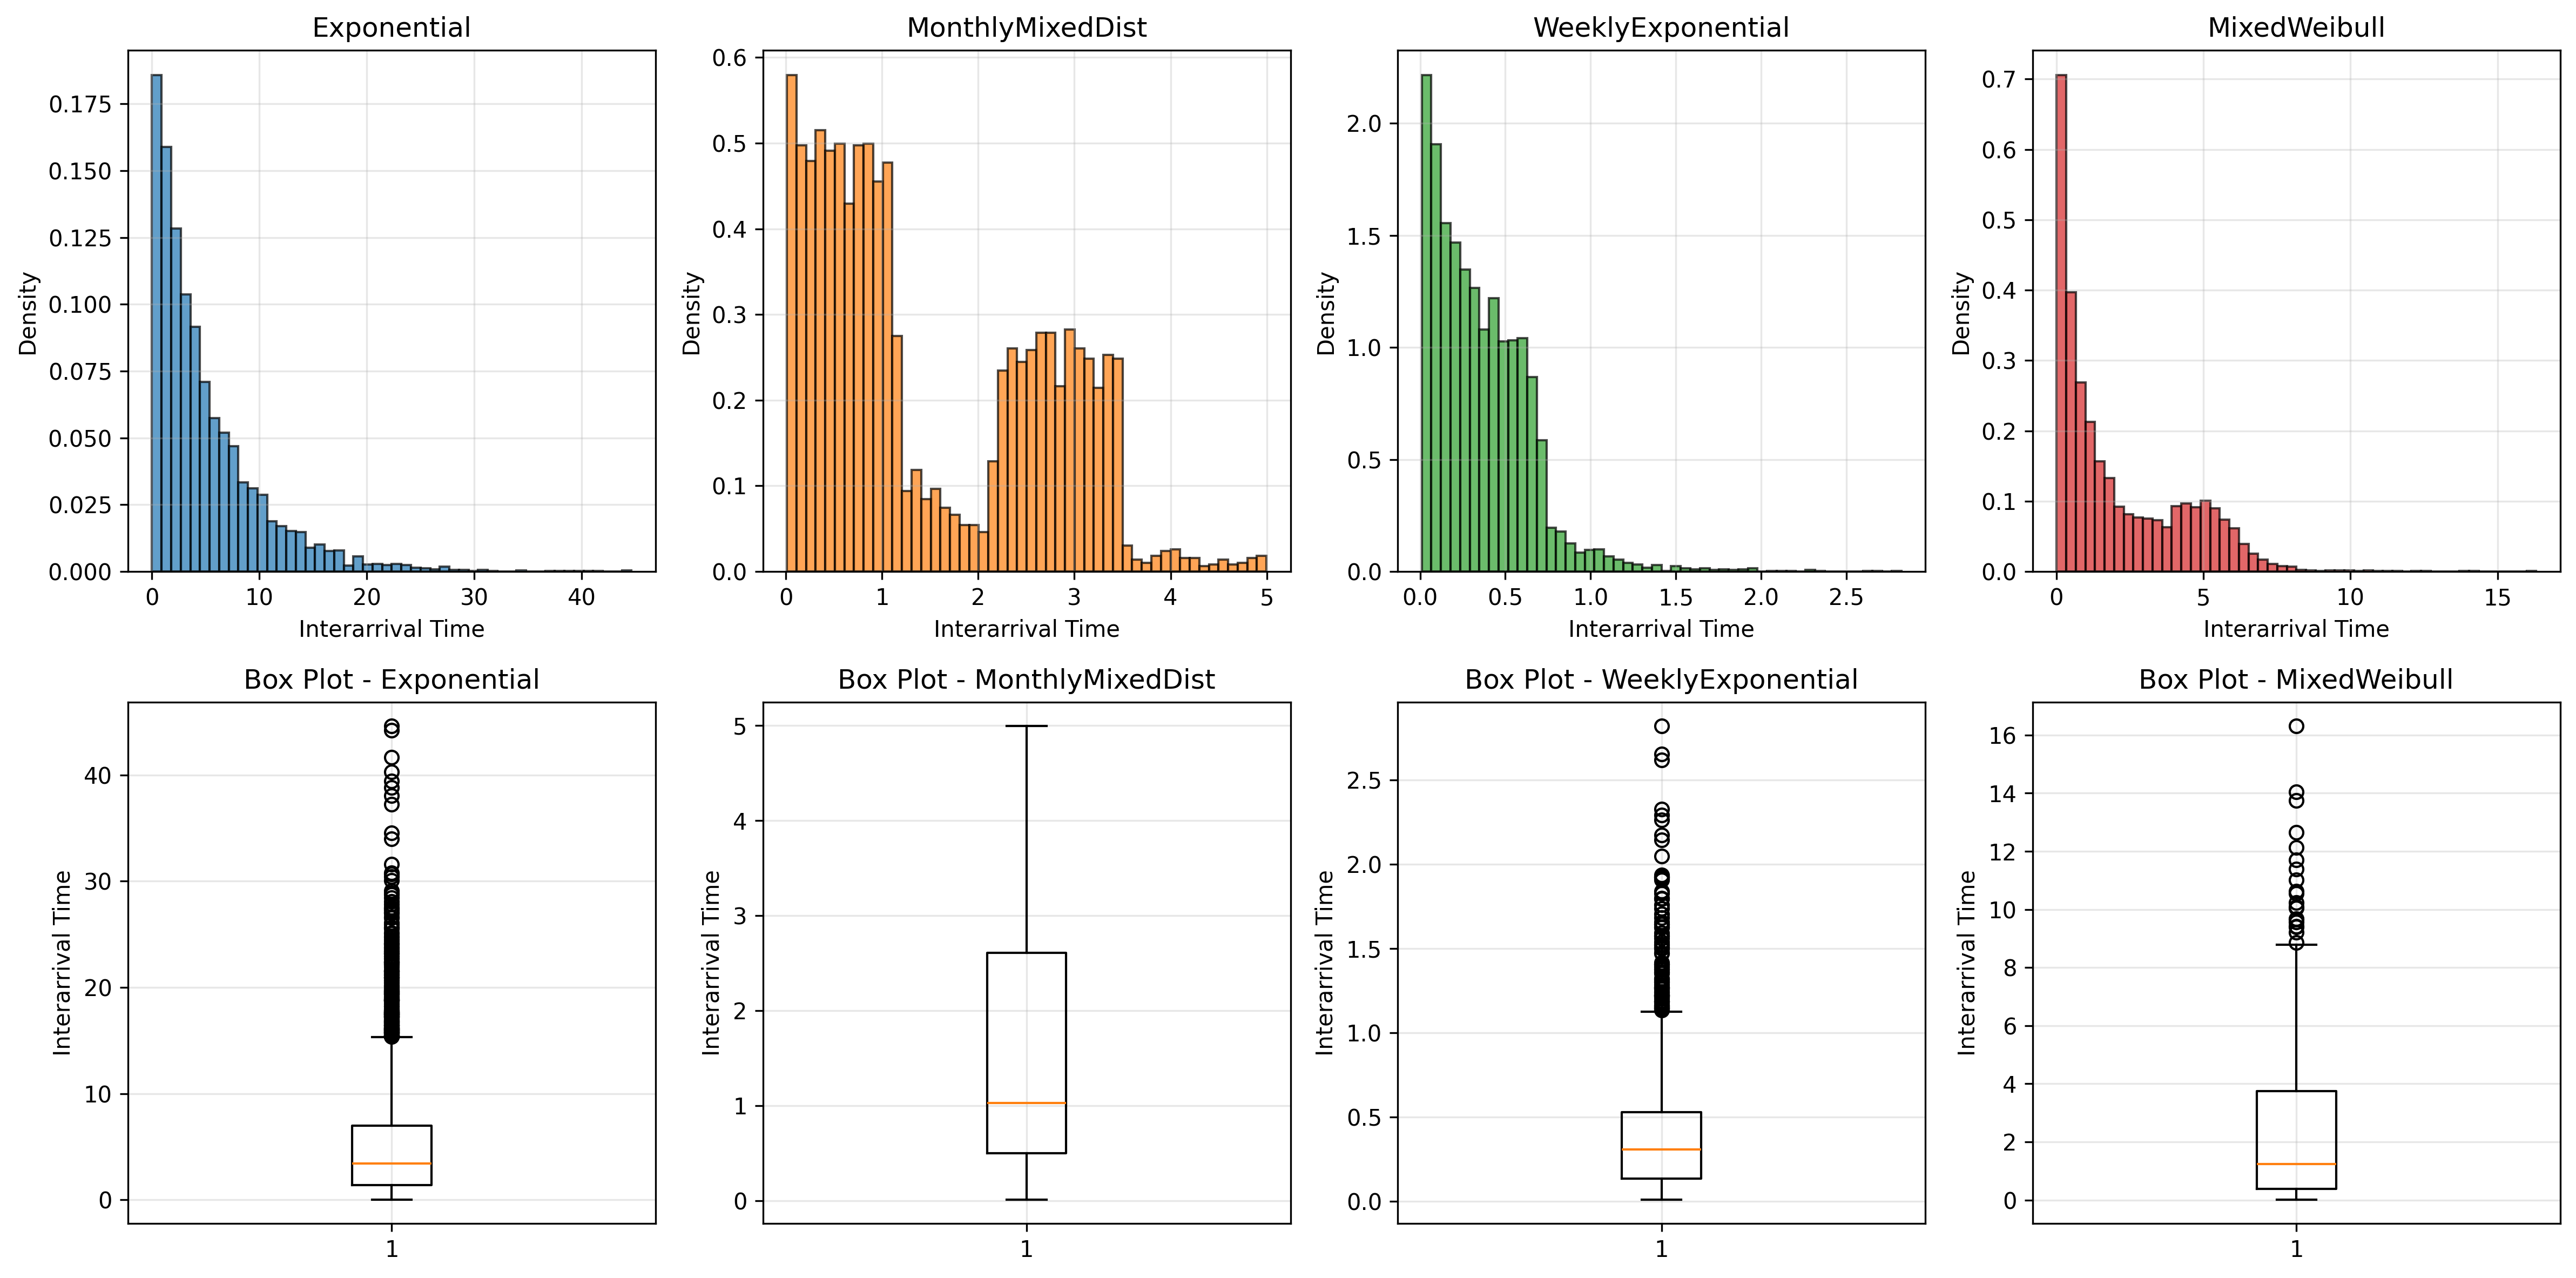 Exponential
Density
0.175
0.150
0.125
0.100
0.075
0.050
0.025
0.000
0 10 20 30 40
Interarrival Time
MonthlyMixedDist
Density
0.6
0.5
0.4
0.3
0.2
0.1
0.0
0 1 2 3 4 5
Interarrival Time
WeeklyExponential
Density
2.0
1.5
1.0
0.5
0.0
0.0 0.5 1.0 1.5 2.0 2.5
Interarrival Time
MixedWeibull
Density
0.7
0.6
0.5
0.4
0.3
0.2
0.1
0.0
0 5 10 15
Interarrival Time
Box Plot - Exponential
Interarrival Time
40
30
20
10
0
1
Box Plot - MonthlyMixedDist
Interarrival Time
5
4
3
2
1
0
1
Box Plot - WeeklyExponential
Interarrival Time
2.5
2.0
1.5
1.0
0.5
0.0
1
Box Plot - MixedWeibull
Interarrival Time
16
14
12
10
8
6
4
2
0
1